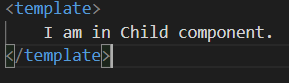 <template>
I am in Child component.
</template>